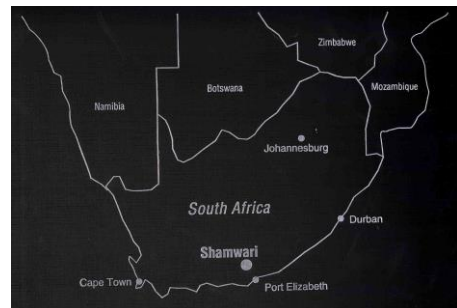 Zimbabwe
Botswana
Mozambique
Namibia
Johannesburg
South Africa
Durban
Shamwari
Cape Town
Port Elizabeth